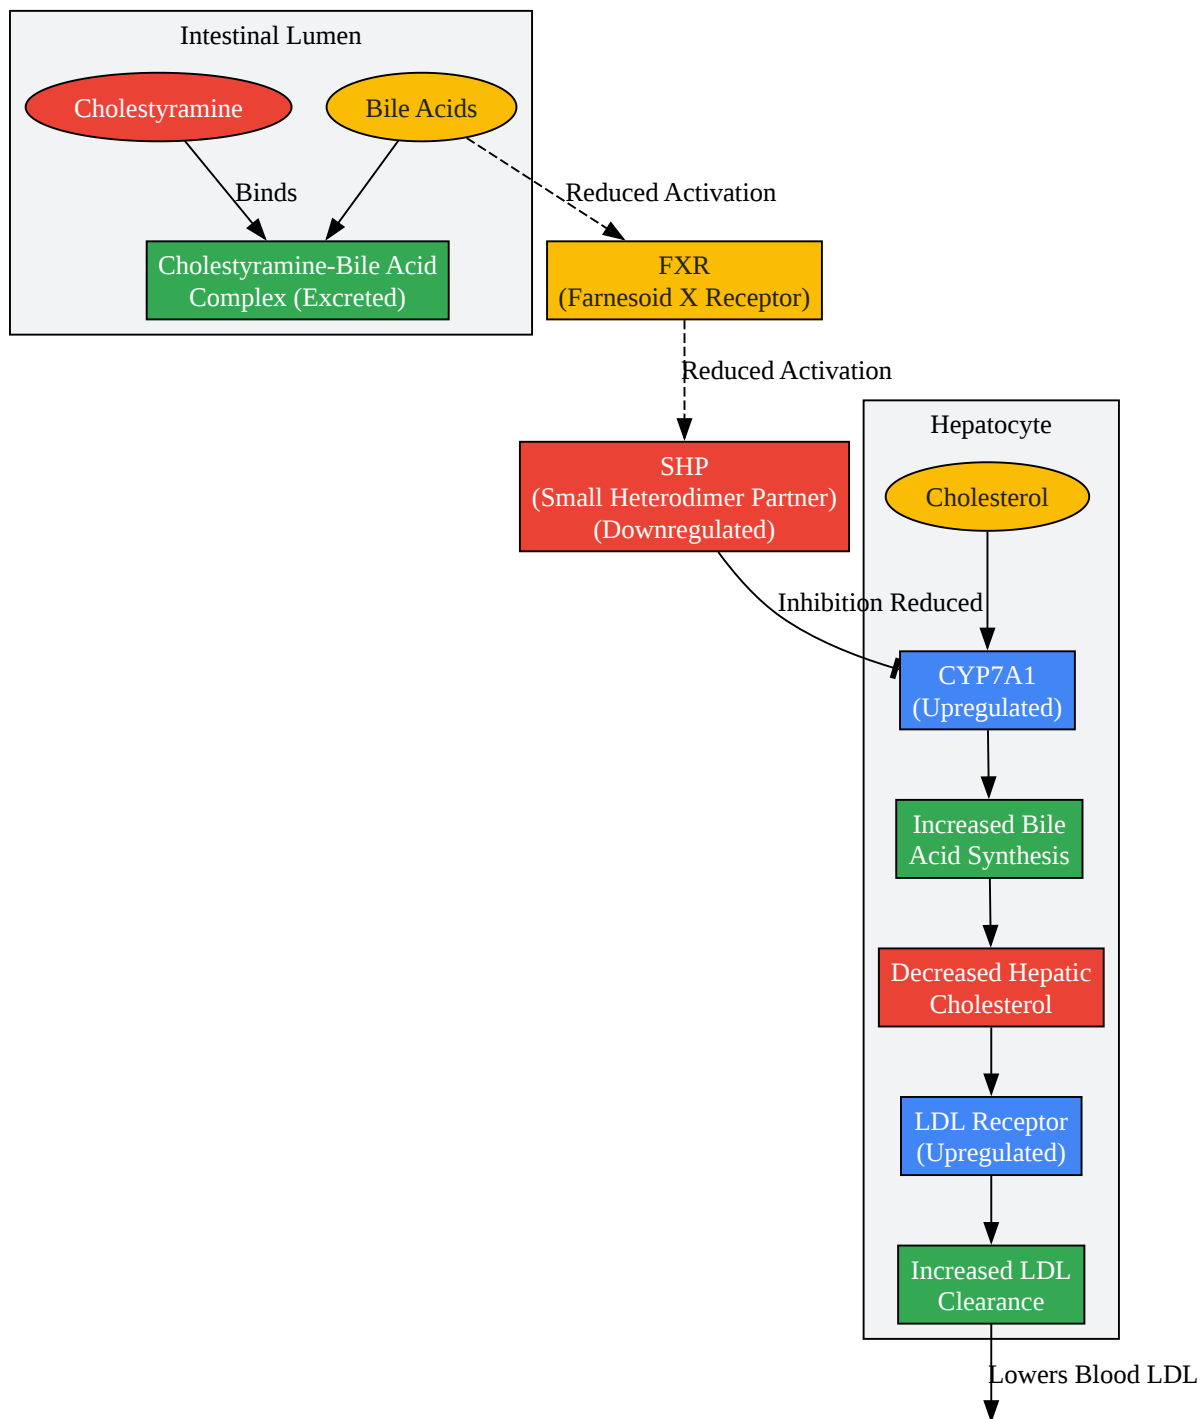 Intestinal Lumen
Cholestyramine
Bile Acids
Binds
Reduced Activation
Cholestyramine-Bile Acid
Complex (Excreted)
FXR
(Farnesoid X Receptor)
Reduced Activation
Hepatocyte
SHP
(Small Heterodimer Partner)
(Downregulated)
Cholesterol
Inhibition Reduced
CYP7A1
(Upregulated)
Increased Bile
Acid Synthesis
Decreased Hepatic
Cholesterol
LDL Receptor
(Upregulated)
Increased LDL
Clearance
Lowers Blood LDL